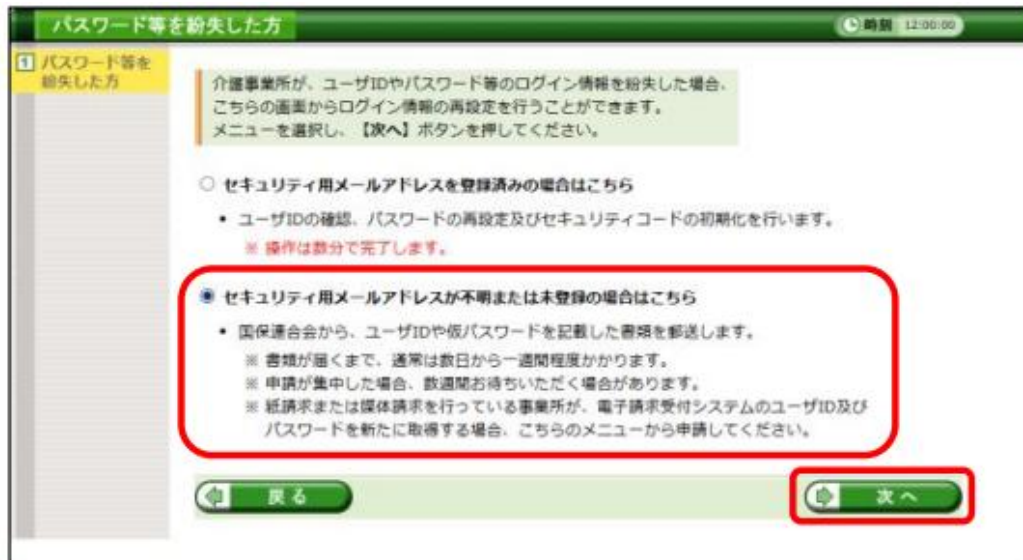 パスワード等を紛失した方
時刻 12:00:00
1 パスワード等を
紛失した方
介護事業所が、ユーザIDやパスワード等のログイン情報を紛失した場合、
こちらの画面からログイン情報の再設定を行うことができます。
メニューを選択し、【次へ】ボタンを押してください。
セキュリティ用メールアドレスを登録済みの場合はこちら
• ユーザIDの確認、パスワードの再設定及びセキュリティコードの初期化を行います。
※ 操作は数分で完了します。
セキュリティ用メールアドレスが不明または未登録の場合はこちら
• 国保連合会から、ユーザIDや仮パスワードを記載した書類を郵送します。
※ 書類が届くまで、通常は数日から一週間程度かかります。
※ 申請が集中した場合、数週間お待ちいただく場合があります。
※ 紙請求または媒体請求を行っている事業所が、電子請求受付システムのユーザID及び
パスワードを新たに取得する場合、こちらのメニューから申請してください。
戻る
次へ